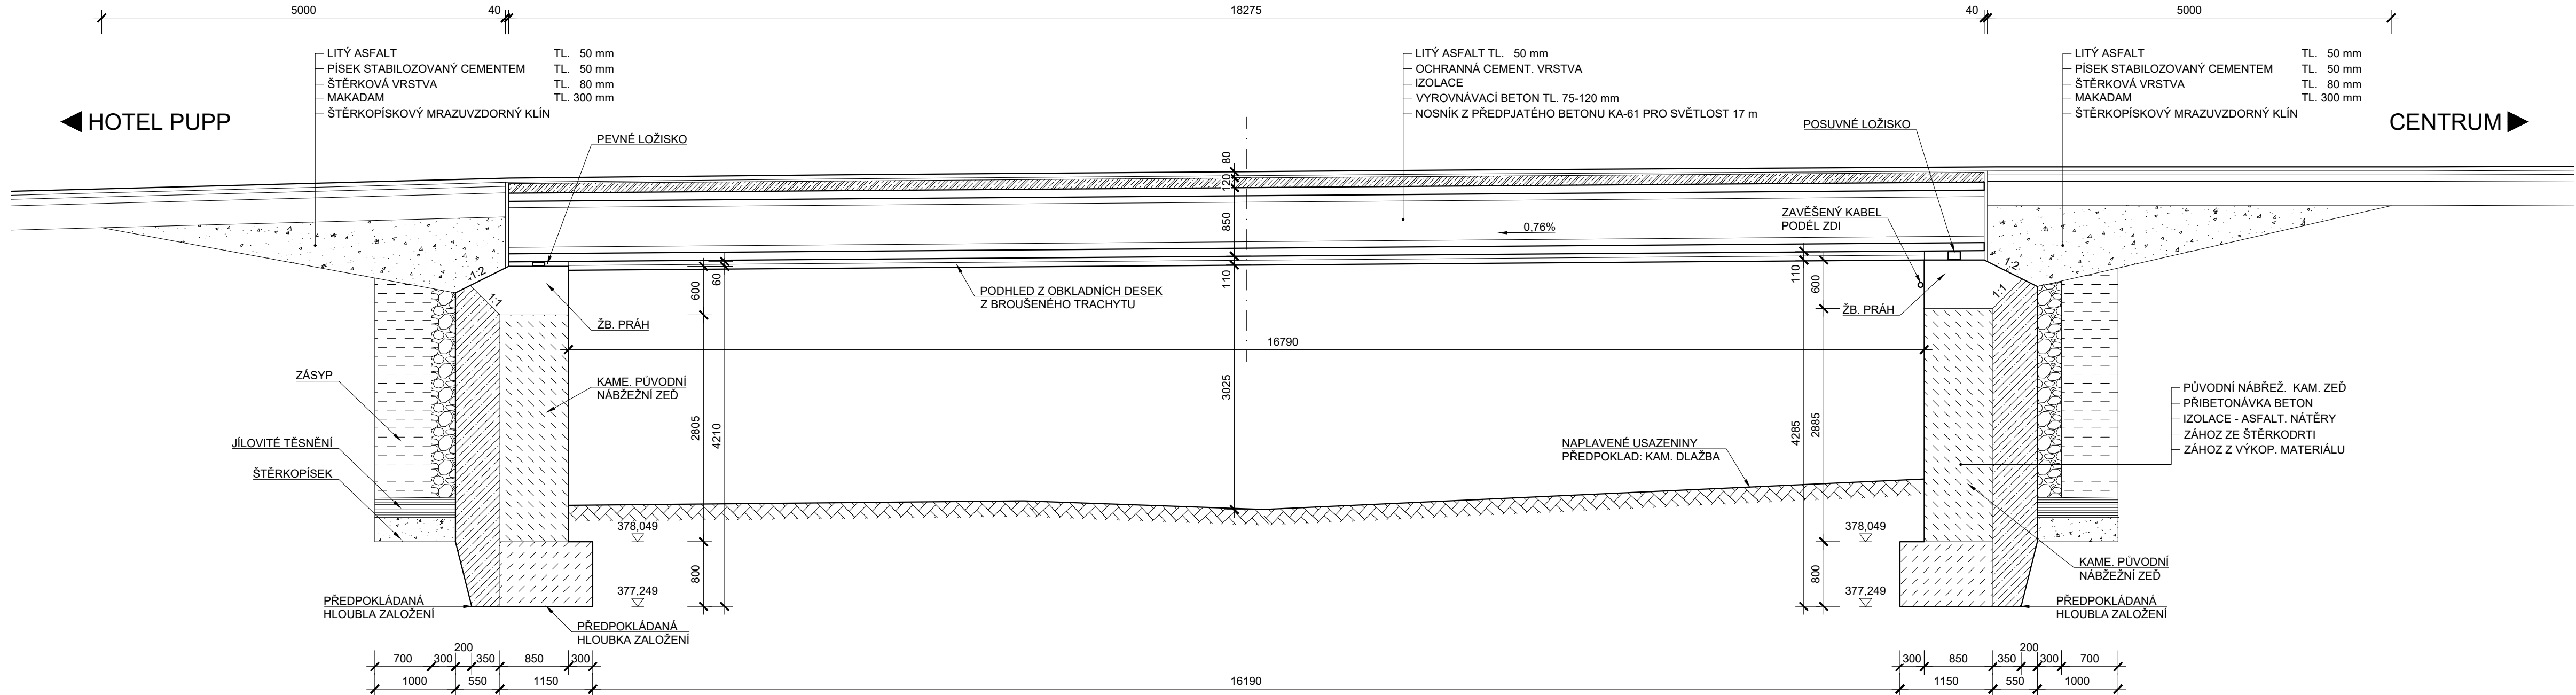 5000 40 18275 40 5000
LITÝ ASFALT TL. 50 mm
PÍSEK STABILOZOVANÝ CEMENTEM TL. 50 mm
ŠTĚRKOVÁ VRSTVA TL. 80 mm
MAKADAM TL. 300 mm
ŠTĚRKOPÍSKOVÝ MRAZUVZDORNÝ KLÍN
LITÝ ASFALT TL. 50 mm
OCHRANNÁ CEMENT. VRSTVA
IZOLACE
VYROVNÁVACÍ BETON TL. 75-120 mm
NOSNÍK Z PŘEDPJATÉHO BETONU KA-61 PRO SVĚTLOST 17 m
LITÝ ASFALT TL. 50 mm
PÍSEK STABILOZOVANÝ CEMENTEM TL. 50 mm
ŠTĚRKOVÁ VRSTVA TL. 80 mm
MAKADAM TL. 300 mm
ŠTĚRKOPÍSKOVÝ MRAZUVZDORNÝ KLÍN
HOTEL PUPP
CENTRUM
PEVNÉ LOŽISKO
POSUVNÉ LOŽISKO
80
120
850
110
3025
ZAVĚŠENÝ KABEL
PODÉL ZDI
0,76%
1:2
1:1
1:2
1:1
60
600
2805
4210
800
110
600
4285
2885
800
PODHLED Z OBKLADNÍCH DESEK
Z BROUŠENÉHO TRACHYTU
ŽB. PRÁH
ŽB. PRÁH
16790
ZÁSYP
KAME. PŮVODNÍ
NÁBŽEŽNÍ ZEĎ
JÍLOVITÉ TĚSNĚNÍ
ŠTĚRKOPÍSEK
NAPLAVENÉ USAZENINY
PŘEDPOKLAD: KAM. DLAŽBA
PŮVODNÍ NÁBŘEŽ. KAM. ZEĎ
PŘIBETONÁVKA BETON
IZOLACE - ASFALT. NÁTĚRY
ZÁHOZ ZE ŠTĚRKODRTI
ZÁHOZ Z VÝKOP. MATERIÁLU
378,049
378,049
377,249
377,249
KAME. PŮVODNÍ
NÁBŽEŽNÍ ZEĎ
PŘEDPOKLÁDANÁ
HLOUBLA ZALOŽENÍ
PŘEDPOKLÁDANÁ
HLOUBKA ZALOŽENÍ
PŘEDPOKLÁDANÁ
HLOUBLA ZALOŽENÍ
700 300 200 350 850 300
300 850 350 200 300 700
1000 550 1150 16190 1150 550 1000